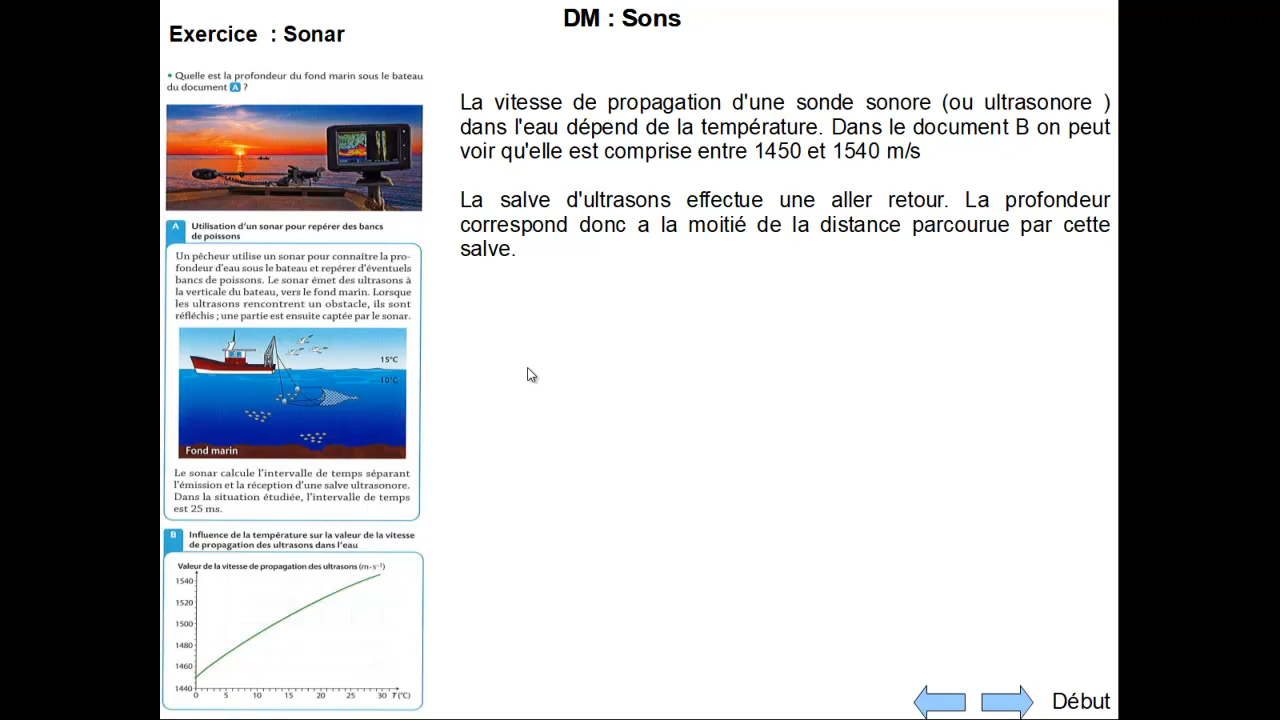 DM : Sons
Exercice : Sonar
• Quelle est la profondeur du fond marin sous le bateau
du document A ?
A Utilisation d'un sonar pour repérer des bancs
de poissons
Un pêcheur utilise un sonar pour connaître la pro-
fondeur d'eau sous le bateau et repérer d'éventuels
bancs de poissons. Le sonar émet des ultrasons à
la verticale du bateau, vers le fond marin. Lorsque
les ultrasons rencontrent un obstacle, ils sont
réfléchis ; une partie est ensuite captée par le sonar.
15°C
10°C
Fond marin
Le sonar calcule l'intervalle de temps séparant
l'émission et la réception d'une salve ultrasonore.
Dans la situation étudiée, l'intervalle de temps
est 25 ms.
B Influence de la température sur la valeur de la vitesse
de propagation des ultrasons dans l'eau
Valeur de la vitesse de propagation des ultrasons (m·s⁻¹)
1540
1520
1500
1480
1460
1440
0 5 10 15 20 25 30 T (°C)
La vitesse de propagation d'une sonde sonore (ou ultrasonore )
dans l'eau dépend de la température. Dans le document B on peut
voir qu'elle est comprise entre 1450 et 1540 m/s
La salve d'ultrasons effectue une aller retour. La profondeur
correspond donc a la moitié de la distance parcourue par cette
salve.
Début